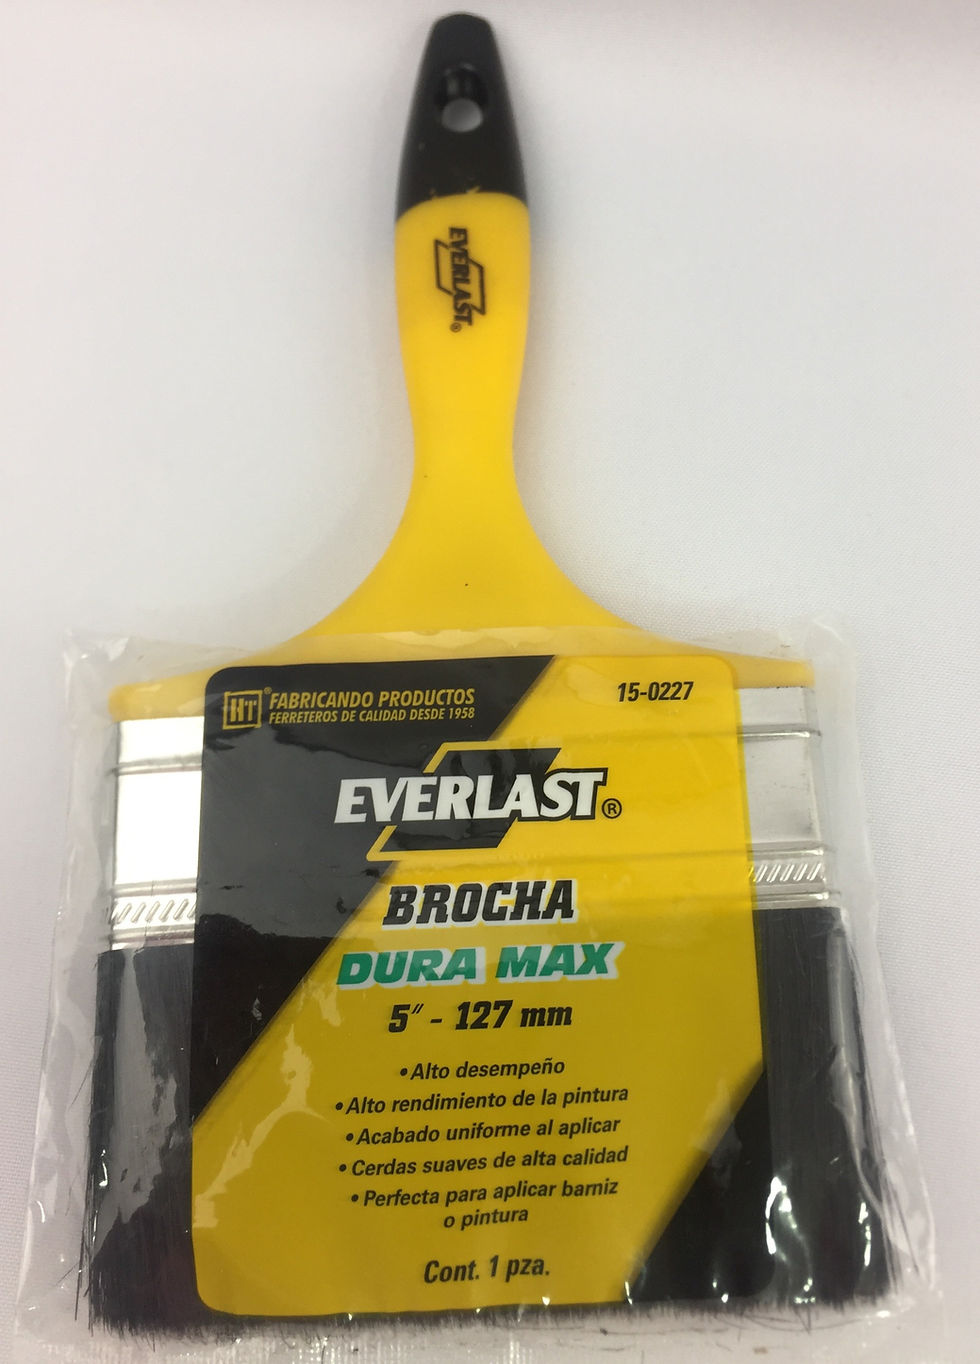 EVERLAST®
HT® FABRICANDO PRODUCTOS
FERRETEROS DE CALIDAD DESDE 1958
15-0227
EVERLAST®
BROCHA
DURA MAX
5" - 127 mm
• Alto desempeño
• Alto rendimiento de la pintura
• Acabado uniforme al aplicar
• Cerdas suaves de alta calidad
• Perfecta para aplicar barniz
o pintura
Cont. 1 pza.